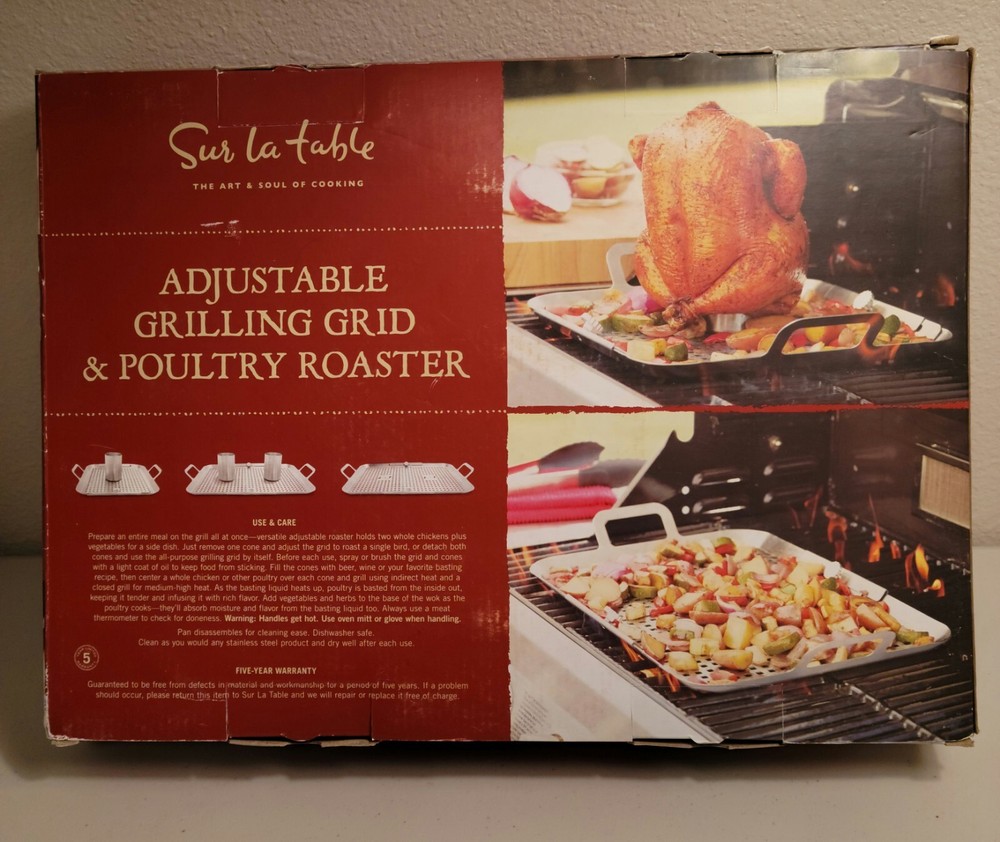 Sur la table
THE ART & SOUL OF COOKING
ADJUSTABLE
GRILLING GRID
& POULTRY ROASTER
USE & CARE
Prepare an entire meal on the grill all at once—versatile adjustable roaster holds two whole chickens plus
vegetables for a side dish. Just remove one cone and adjust the grid to roast a single bird, or detach both
cones and use the all-purpose grilling grid by itself. Before each use, spray or brush the grid and cones
with a light coat of oil to keep food from sticking. Fill the cones with beer, wine or your favorite basting
recipe, then center a whole chicken or other poultry over each cone and grill using indirect heat and a
closed grill for medium-high heat. As the basting liquid heats up, poultry is basted from the inside out,
keeping it tender and infusing it with rich flavor. Add vegetables and herbs to the base of the wok as the
poultry cooks—they'll absorb moisture and flavor from the basting liquid too. Always use a meat
thermometer to check for doneness. Warning: Handles get hot. Use oven mitt or glove when handling.
Pan disassembles for cleaning ease. Dishwasher safe.
Clean as you would any stainless steel product and dry well after each use.
5
FIVE-YEAR WARRANTY
Guaranteed to be free from defects in material and workmanship for a period of five years. If a problem
should occur, please return this item to Sur La Table and we will repair or replace it free of charge.